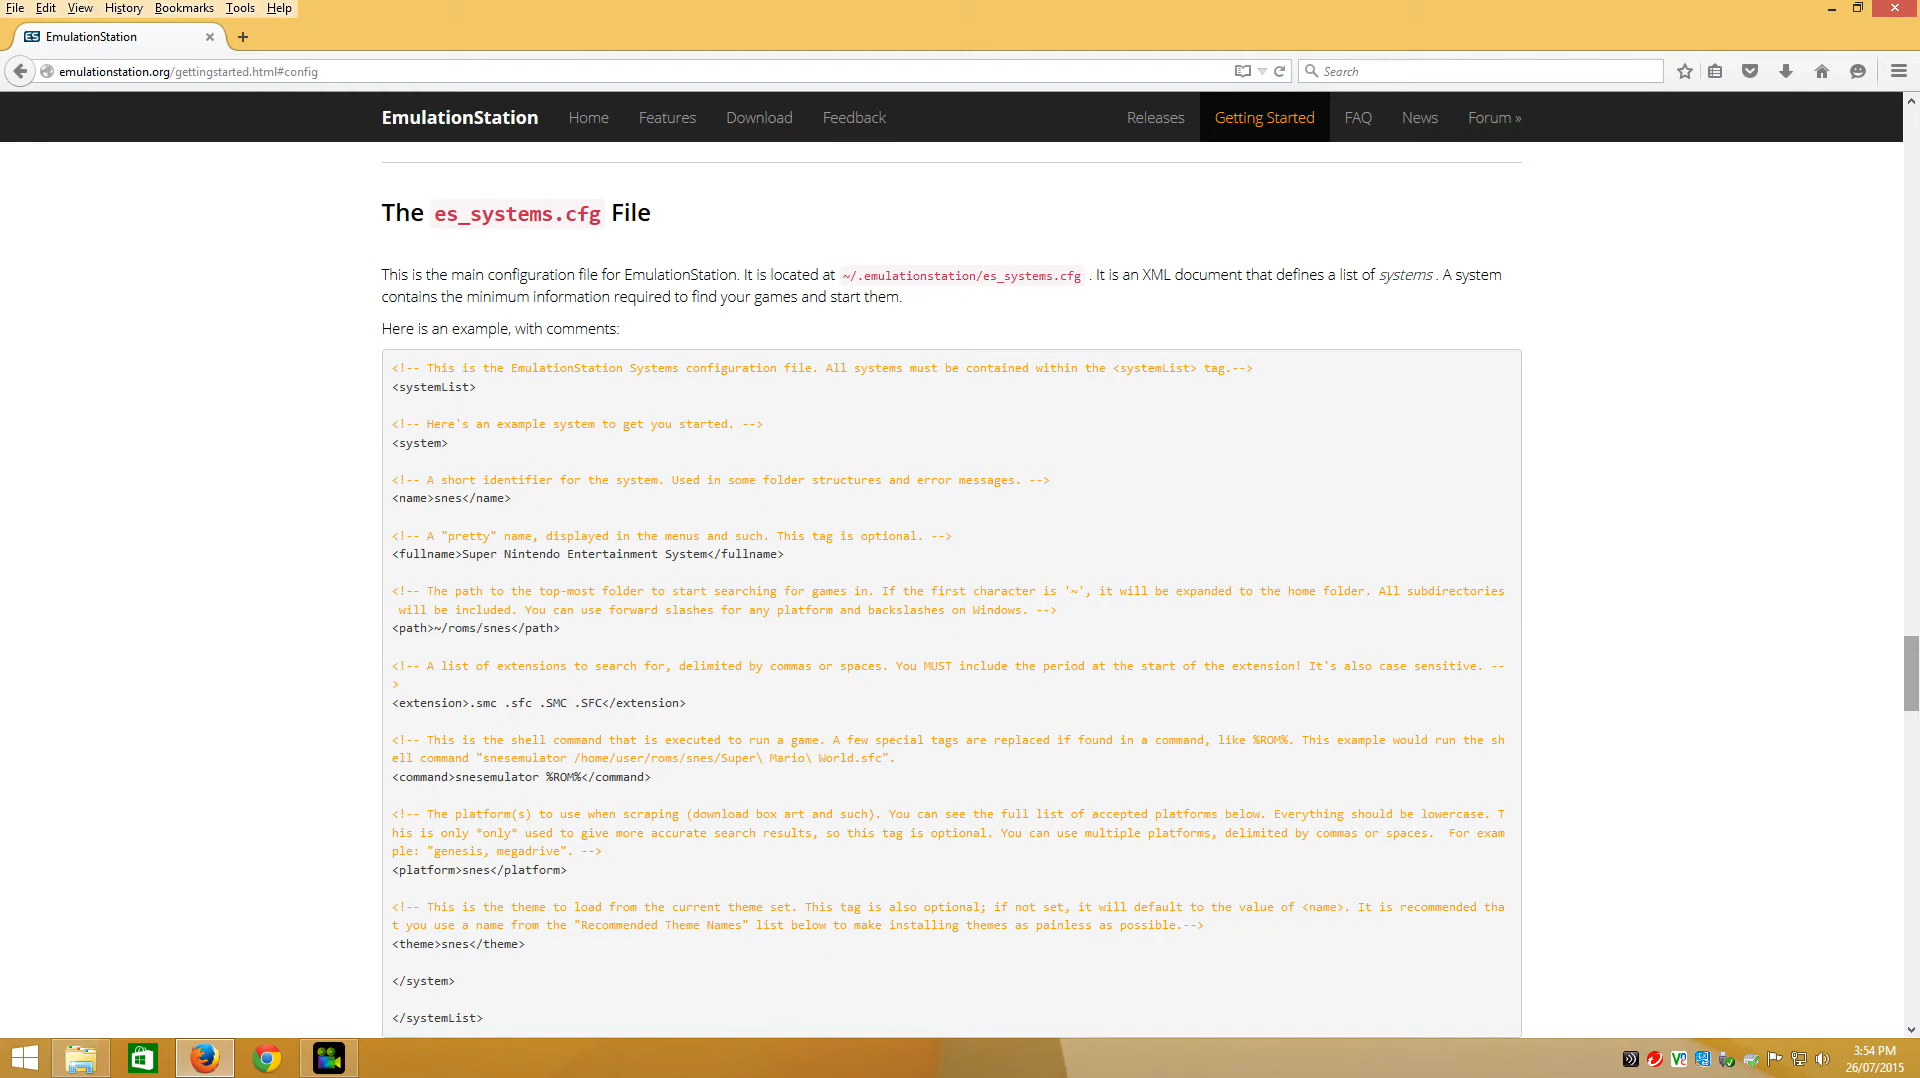 File Edit View History Bookmarks Tools Help
ES EmulationStation
emulationstation.org/gettingstarted.html#config
Search
EmulationStation Home Features Download Feedback Releases Getting Started FAQ News Forum »
The es_systems.cfg File
This is the main configuration file for EmulationStation. It is located at ~/.emulationstation/es_systems.cfg . It is an XML document that defines a list of systems . A system
contains the minimum information required to find your games and start them.
Here is an example, with comments:
<!-- This is the EmulationStation Systems configuration file. All systems must be contained within the <systemList> tag.-->
<systemList>
<!-- Here's an example system to get you started. -->
<system>
<!-- A short identifier for the system. Used in some folder structures and error messages. -->
<name>snes</name>
<!-- A "pretty" name, displayed in the menus and such. This tag is optional. -->
<fullname>Super Nintendo Entertainment System</fullname>
<!-- The path to the top-most folder to start searching for games in. If the first character is '~', it will be expanded to the home folder. All subdirectories
will be included. You can use forward slashes for any platform and backslashes on Windows. -->
<path>~/roms/snes</path>
<!-- A list of extensions to search for, delimited by commas or spaces. You MUST include the period at the start of the extension! It's also case sensitive. --
>
<extension>.smc .sfc .SMC .SFC</extension>
<!-- This is the shell command that is executed to run a game. A few special tags are replaced if found in a command, like %ROM%. This example would run the sh
ell command "snesemulator /home/user/roms/snes/Super\ Mario\ World.sfc".
<command>snesemulator %ROM%</command>
<!-- The platform(s) to use when scraping (download box art and such). You can see the full list of accepted platforms below. Everything should be lowercase. T
his is only *only* used to give more accurate search results, so this tag is optional. You can use multiple platforms, delimited by commas or spaces.  For exam
ple: "genesis, megadrive". -->
<platform>snes</platform>
<!-- This is the theme to load from the current theme set. This tag is also optional; if not set, it will default to the value of <name>. It is recommended tha
t you use a name from the "Recommended Theme Names" list below to make installing themes as painless as possible.-->
<theme>snes</theme>
</system>
</systemList>
3:54 PM
26/07/2015